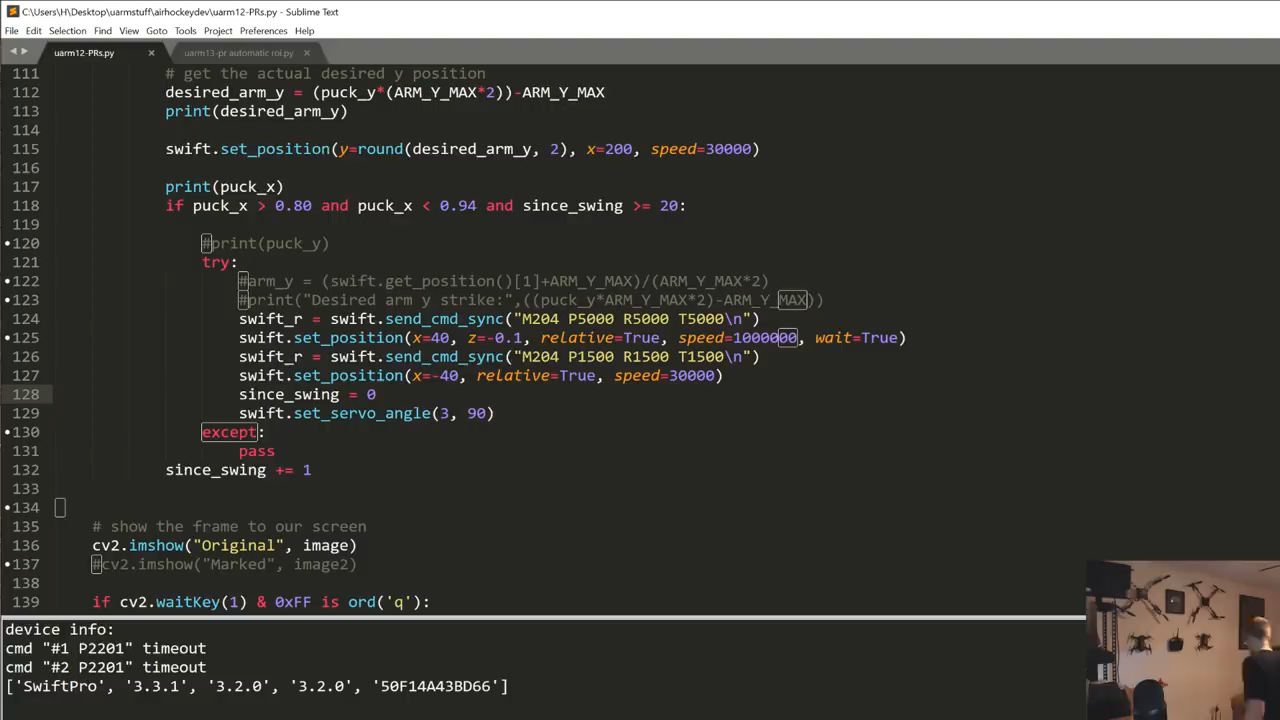 C:\Users\H\Desktop\uarmstuff\airhockeydev\uarm12-PRs.py - Sublime Text
File Edit Selection Find View Goto Tools Project Preferences Help
uarm12-PRs.py × uarm13-pr automatic roi.py ×
111 # get the actual desired y position
112 desired_arm_y = (puck_y*(ARM_Y_MAX*2))-ARM_Y_MAX
113 print(desired_arm_y)
114
115 swift.set_position(y=round(desired_arm_y, 2), x=200, speed=30000)
116
117 print(puck_x)
118 if puck_x > 0.80 and puck_x < 0.94 and since_swing >= 20:
119
120 #print(puck_y)
121 try:
122 #arm_y = (swift.get_position()[1]+ARM_Y_MAX)/(ARM_Y_MAX*2)
123 #print("Desired arm y strike:",((puck_y*ARM_Y_MAX*2)-ARM_Y_MAX))
124 swift_r = swift.send_cmd_sync("M204 P5000 R5000 T5000\n")
125 swift.set_position(x=40, z=-0.1, relative=True, speed=1000000, wait=True)
126 swift_r = swift.send_cmd_sync("M204 P1500 R1500 T1500\n")
127 swift.set_position(x=-40, relative=True, speed=30000)
128 since_swing = 0
129 swift.set_servo_angle(3, 90)
130 except:
131 pass
132 since_swing += 1
133
134
135 # show the frame to our screen
136 cv2.imshow("Original", image)
137 #cv2.imshow("Marked", image2)
138
139 if cv2.waitKey(1) & 0xFF is ord('q'):
device info:
cmd "#1 P2201" timeout
cmd "#2 P2201" timeout
['SwiftPro', '3.3.1', '3.2.0', '3.2.0', '50F14A43BD66']